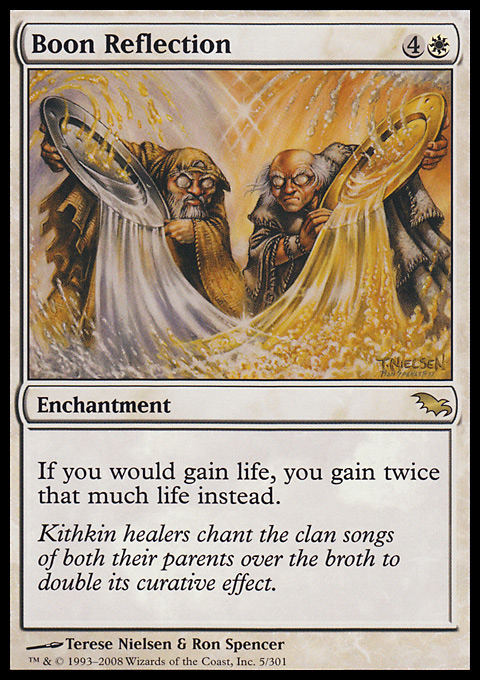 Boon Reflection 4
T. NIELSEN
Enchantment
If you would gain life, you gain twice
that much life instead.
Kithkin healers chant the clan songs
of both their parents over the broth to
double its curative effect.
Terese Nielsen & Ron Spencer
™ & © 1993–2008 Wizards of the Coast, Inc. 5/301